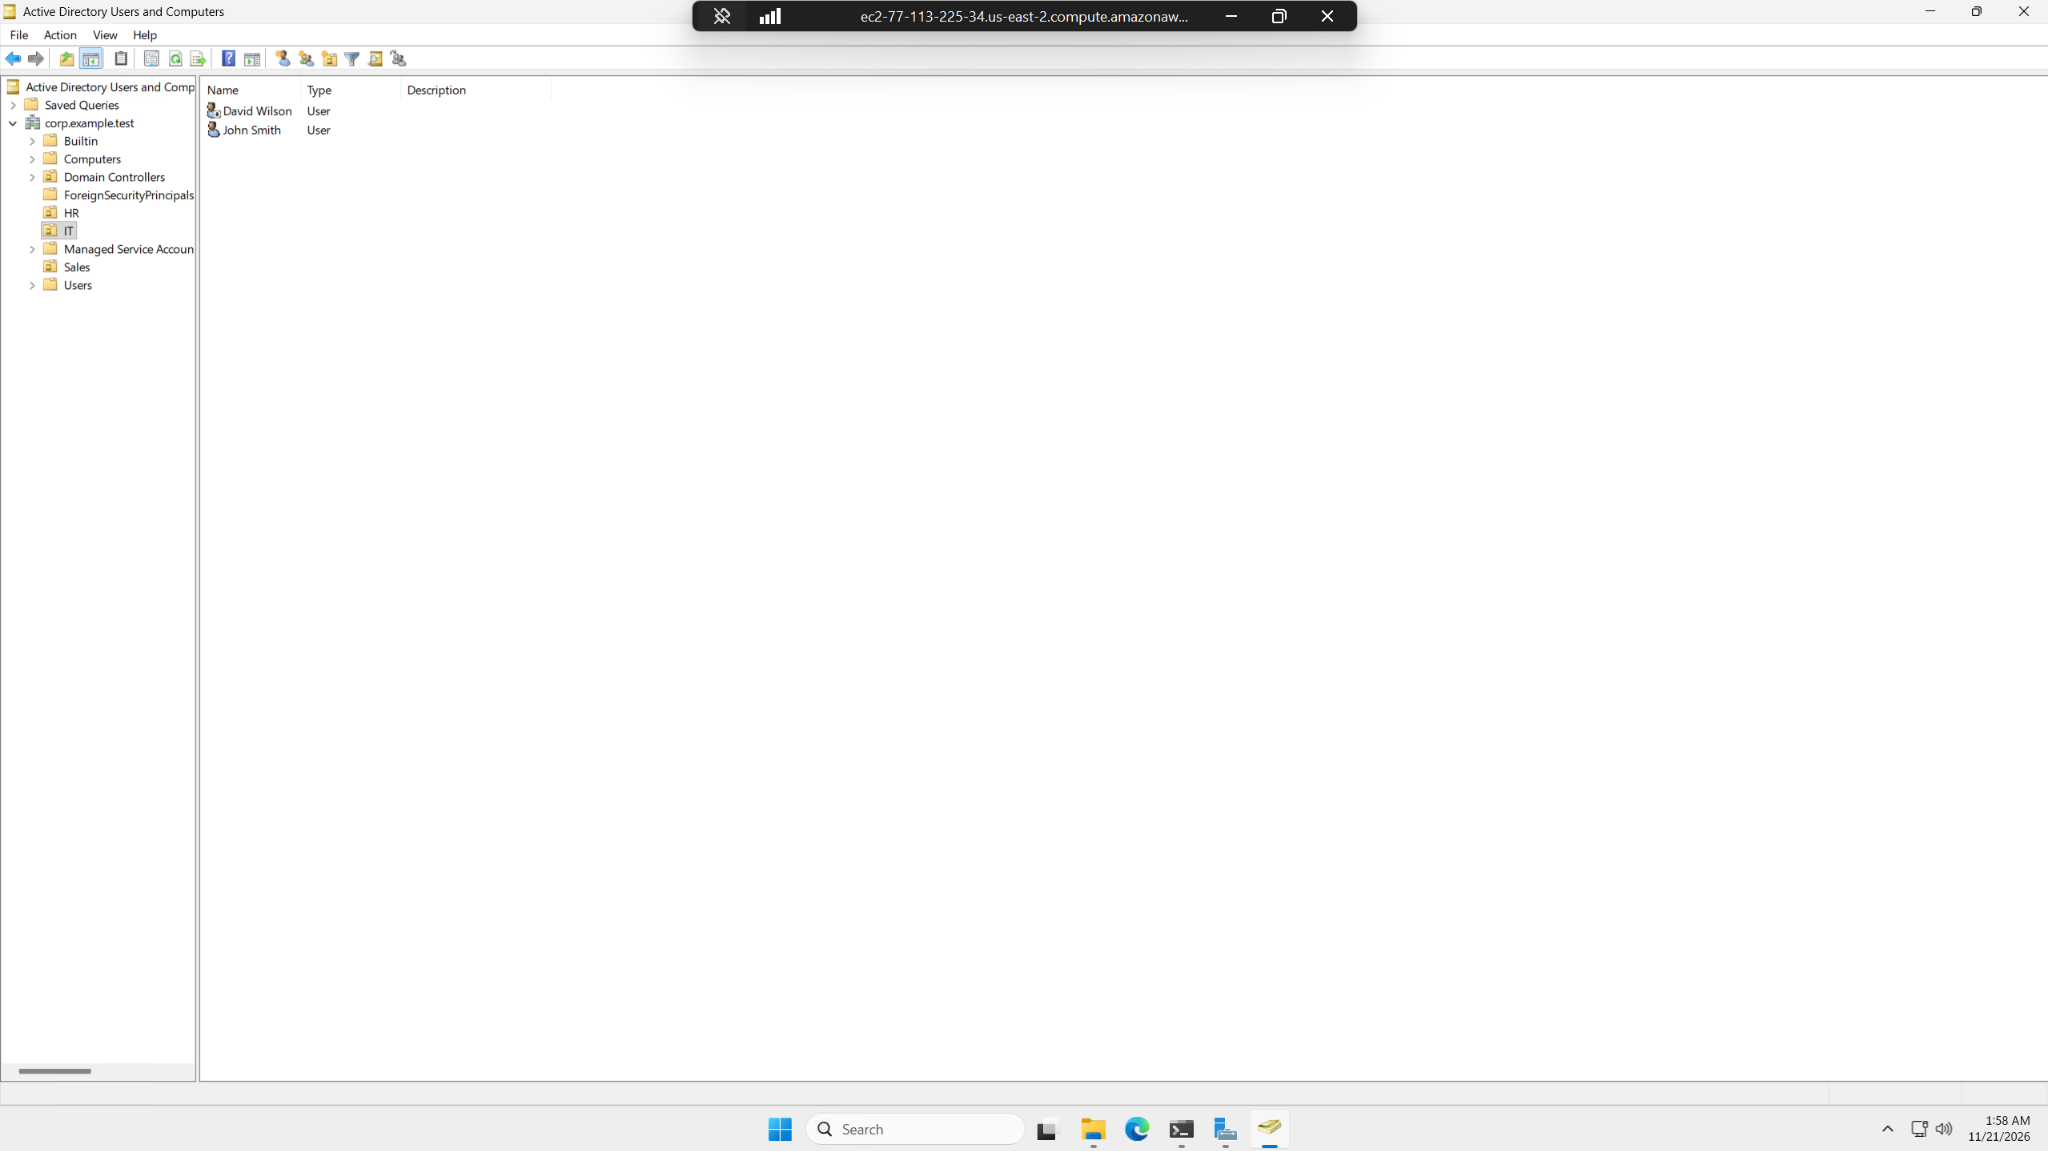 Active Directory Users and Computers
ec2-77-113-225-34.us-east-2.compute.amazonaw...
File Action View Help
Active Directory Users and Comp
Saved Queries
corp.example.test
Builtin
Computers
Domain Controllers
ForeignSecurityPrincipals
HR
IT
Managed Service Accoun
Sales
Users
Name Type Description
David Wilson User
John Smith User
Search
1:58 AM
11/21/2026